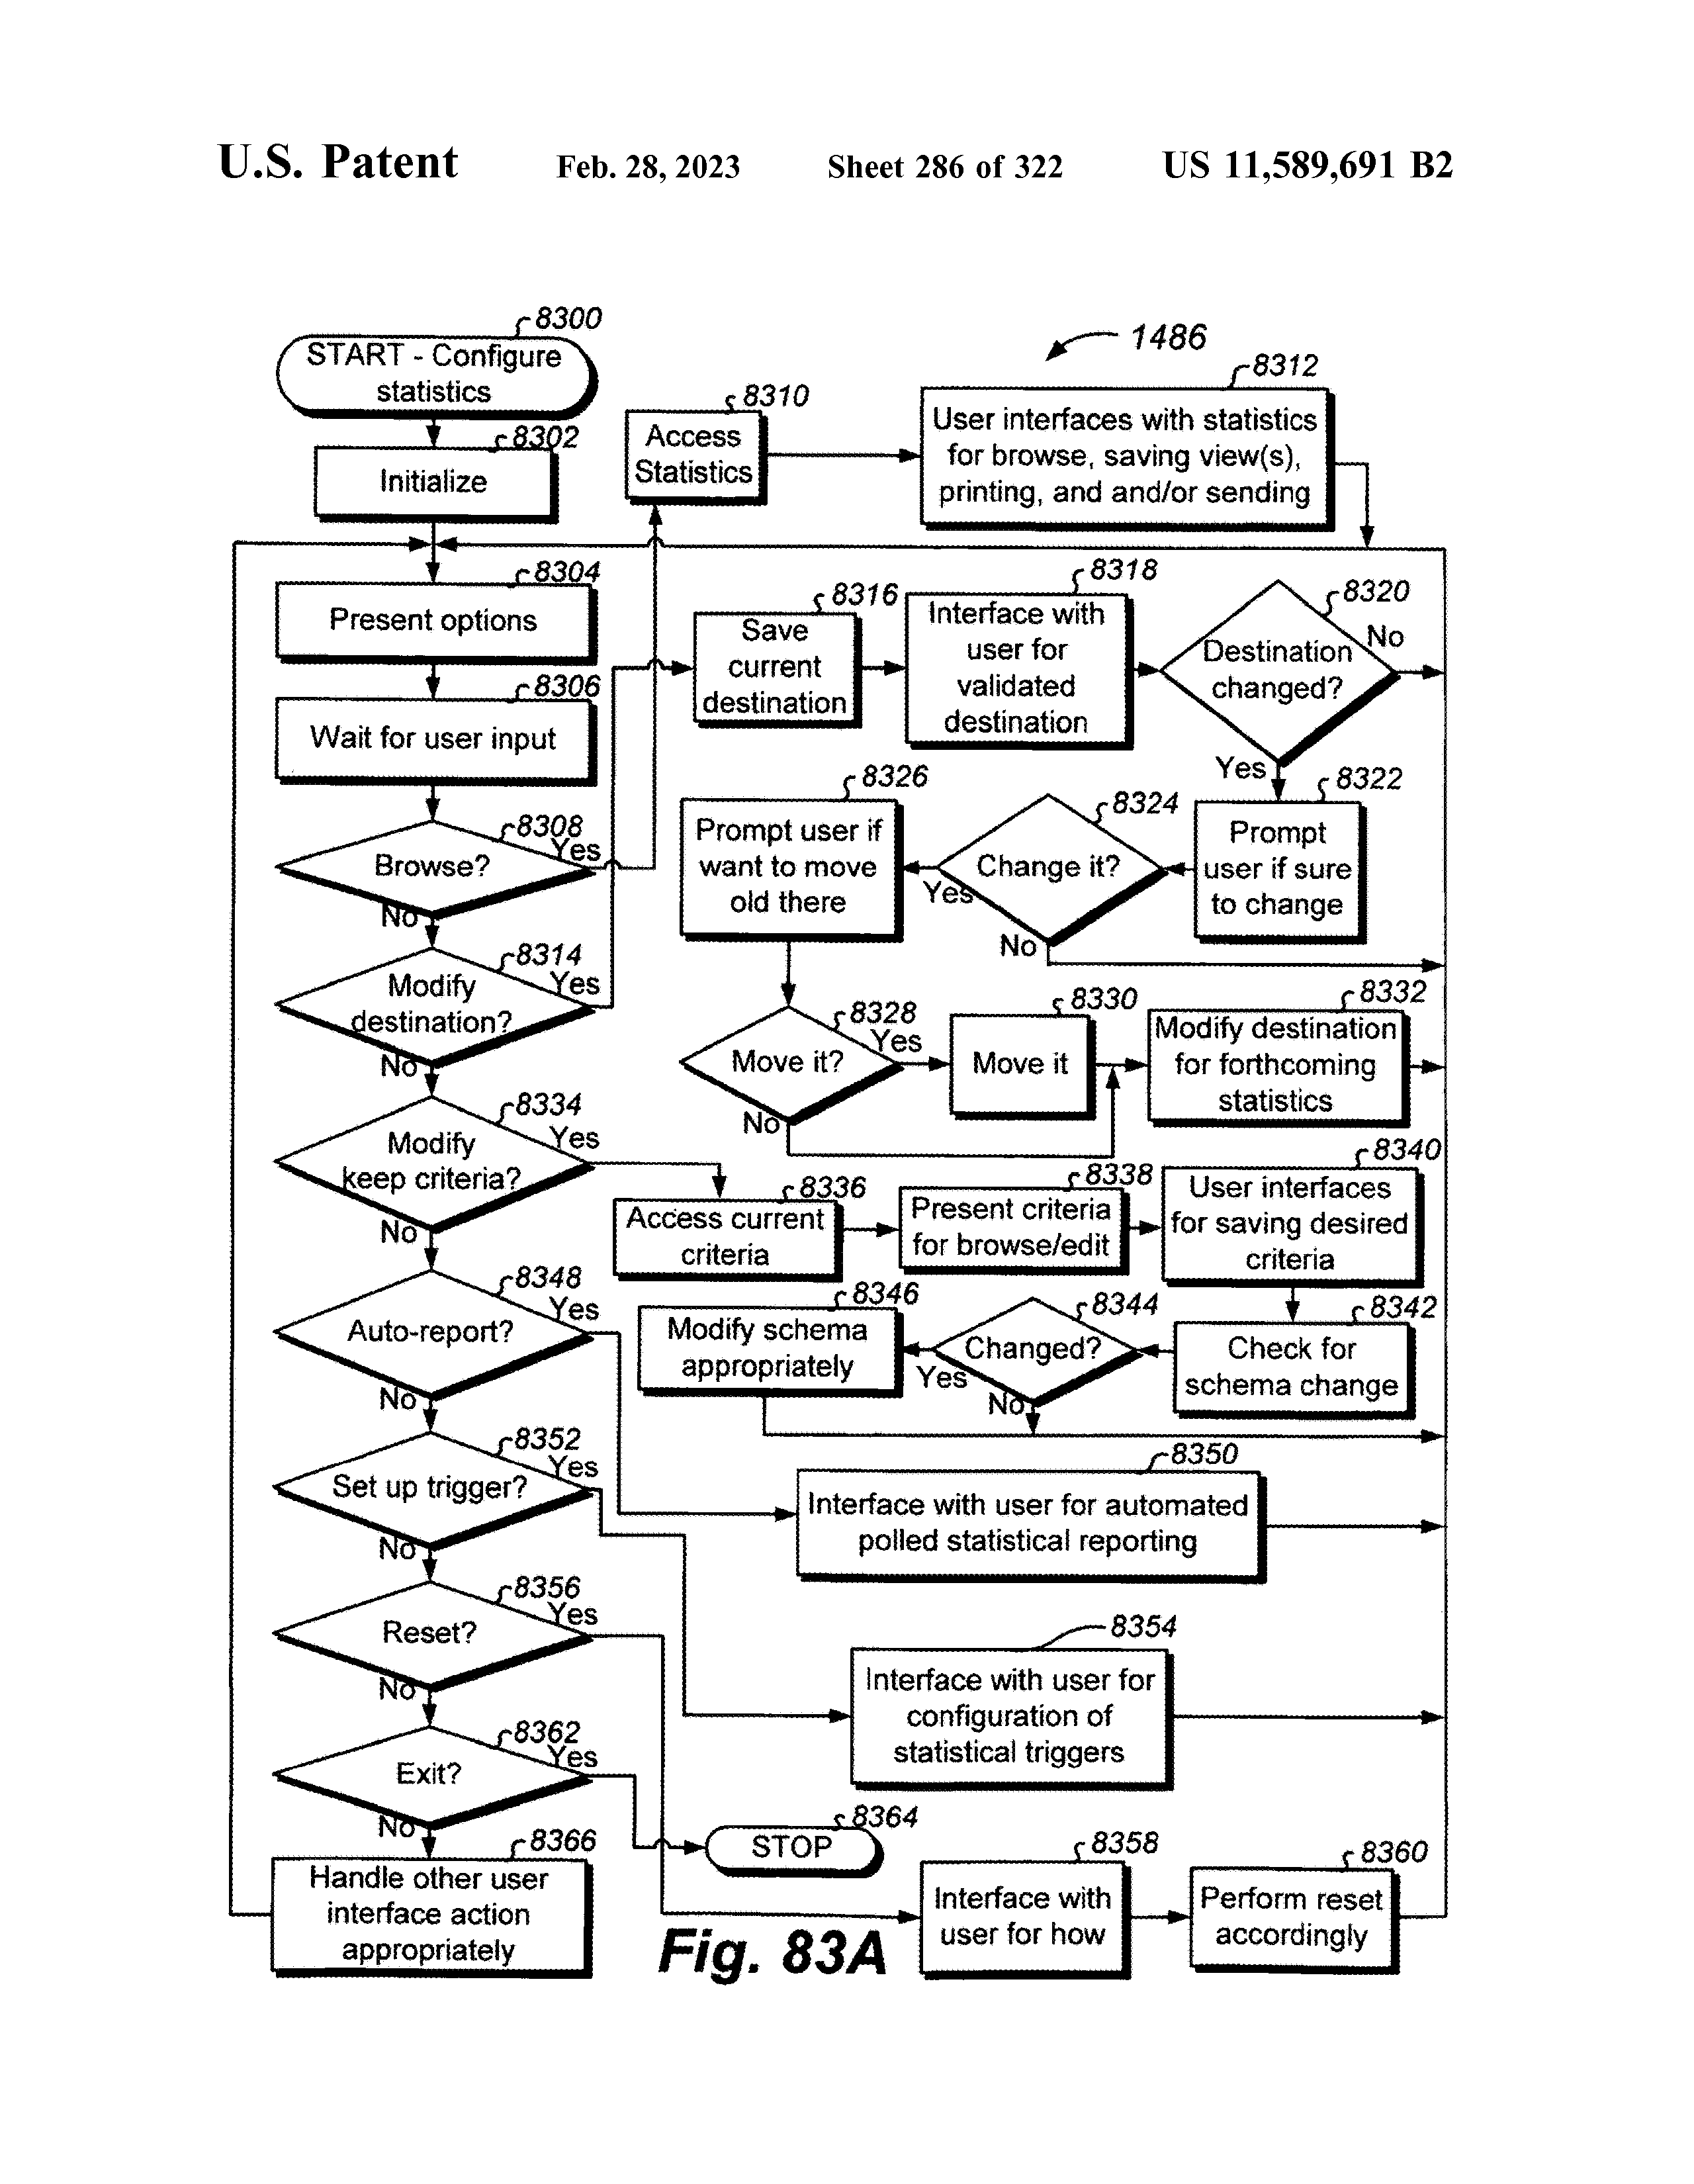 U.S. Patent Feb. 28, 2023 Sheet 286 of 322 US 11,589,691 B2
8300
START - Configure
statistics
1486
8302
Initialize
8310
Access
Statistics
8312
User interfaces with statistics
for browse, saving view(s),
printing, and and/or sending
8304
Present options
8306
Wait for user input
8316
Save
current
destination
8318
Interface with
user for
validated
destination
8320
Destination
changed?
No
Yes
8308
Browse?
Yes
No
8326
Prompt user if
want to move
old there
8324
Change it?
Yes
No
8322
Prompt
user if sure
to change
8314
Modify
destination?
Yes
No
8328
Move it?
Yes
No
8330
Move it
8332
Modify destination
for forthcoming
statistics
8334
Modify
keep criteria?
Yes
No
8336
Access current
criteria
8338
Present criteria
for browse/edit
8340
User interfaces
for saving desired
criteria
8348
Auto-report?
Yes
No
8346
Modify schema
appropriately
8344
Changed?
Yes
No
8342
Check for
schema change
8352
Set up trigger?
Yes
No
8350
Interface with user for automated
polled statistical reporting
8356
Reset?
Yes
No
8354
Interface with user for
configuration of
statistical triggers
8362
Exit?
Yes
No
8364
STOP
8366
Handle other user
interface action
appropriately
8358
Interface with
user for how
8360
Perform reset
accordingly
Fig. 83A